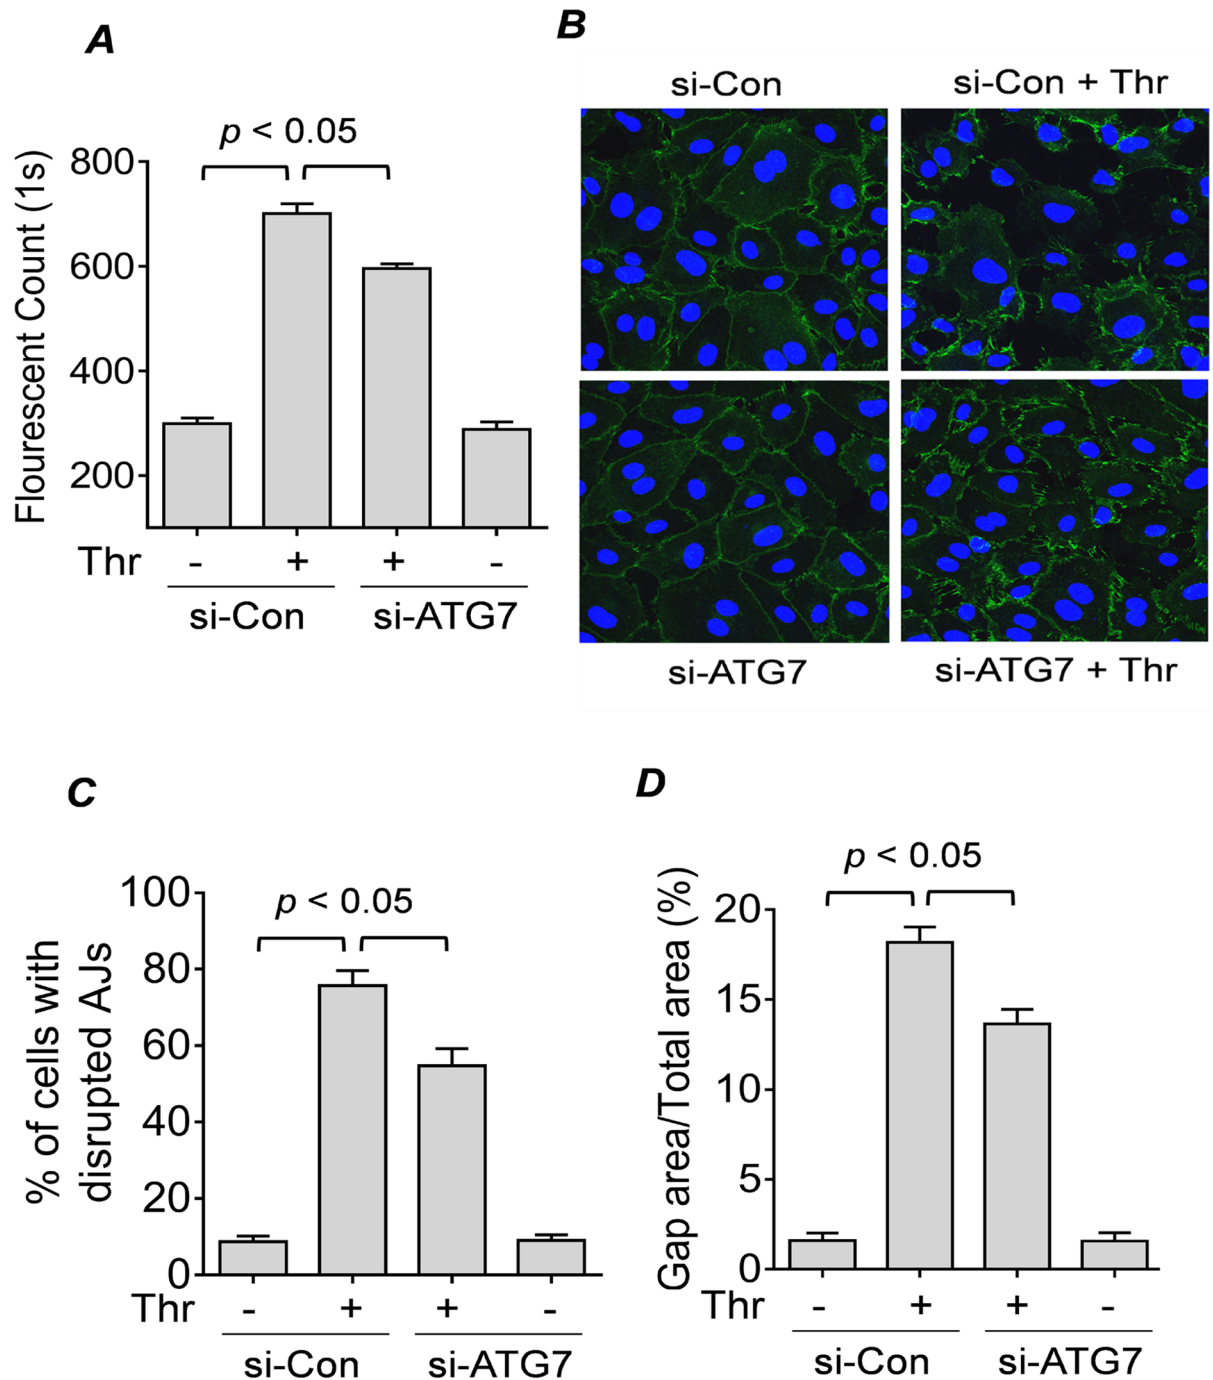 A
p < 0.05
Flourescent Count (1s)
800
600
400
200
Thr - + + -
si-Con si-ATG7
B
si-Con si-Con + Thr
si-ATG7 si-ATG7 + Thr
C
p < 0.05
% of cells with
disrupted AJs
100
80
60
40
20
0
Thr - + + -
si-Con si-ATG7
D
p < 0.05
Gap area/Total area (%)
20
15
10
5
0
Thr - + + -
si-Con si-ATG7